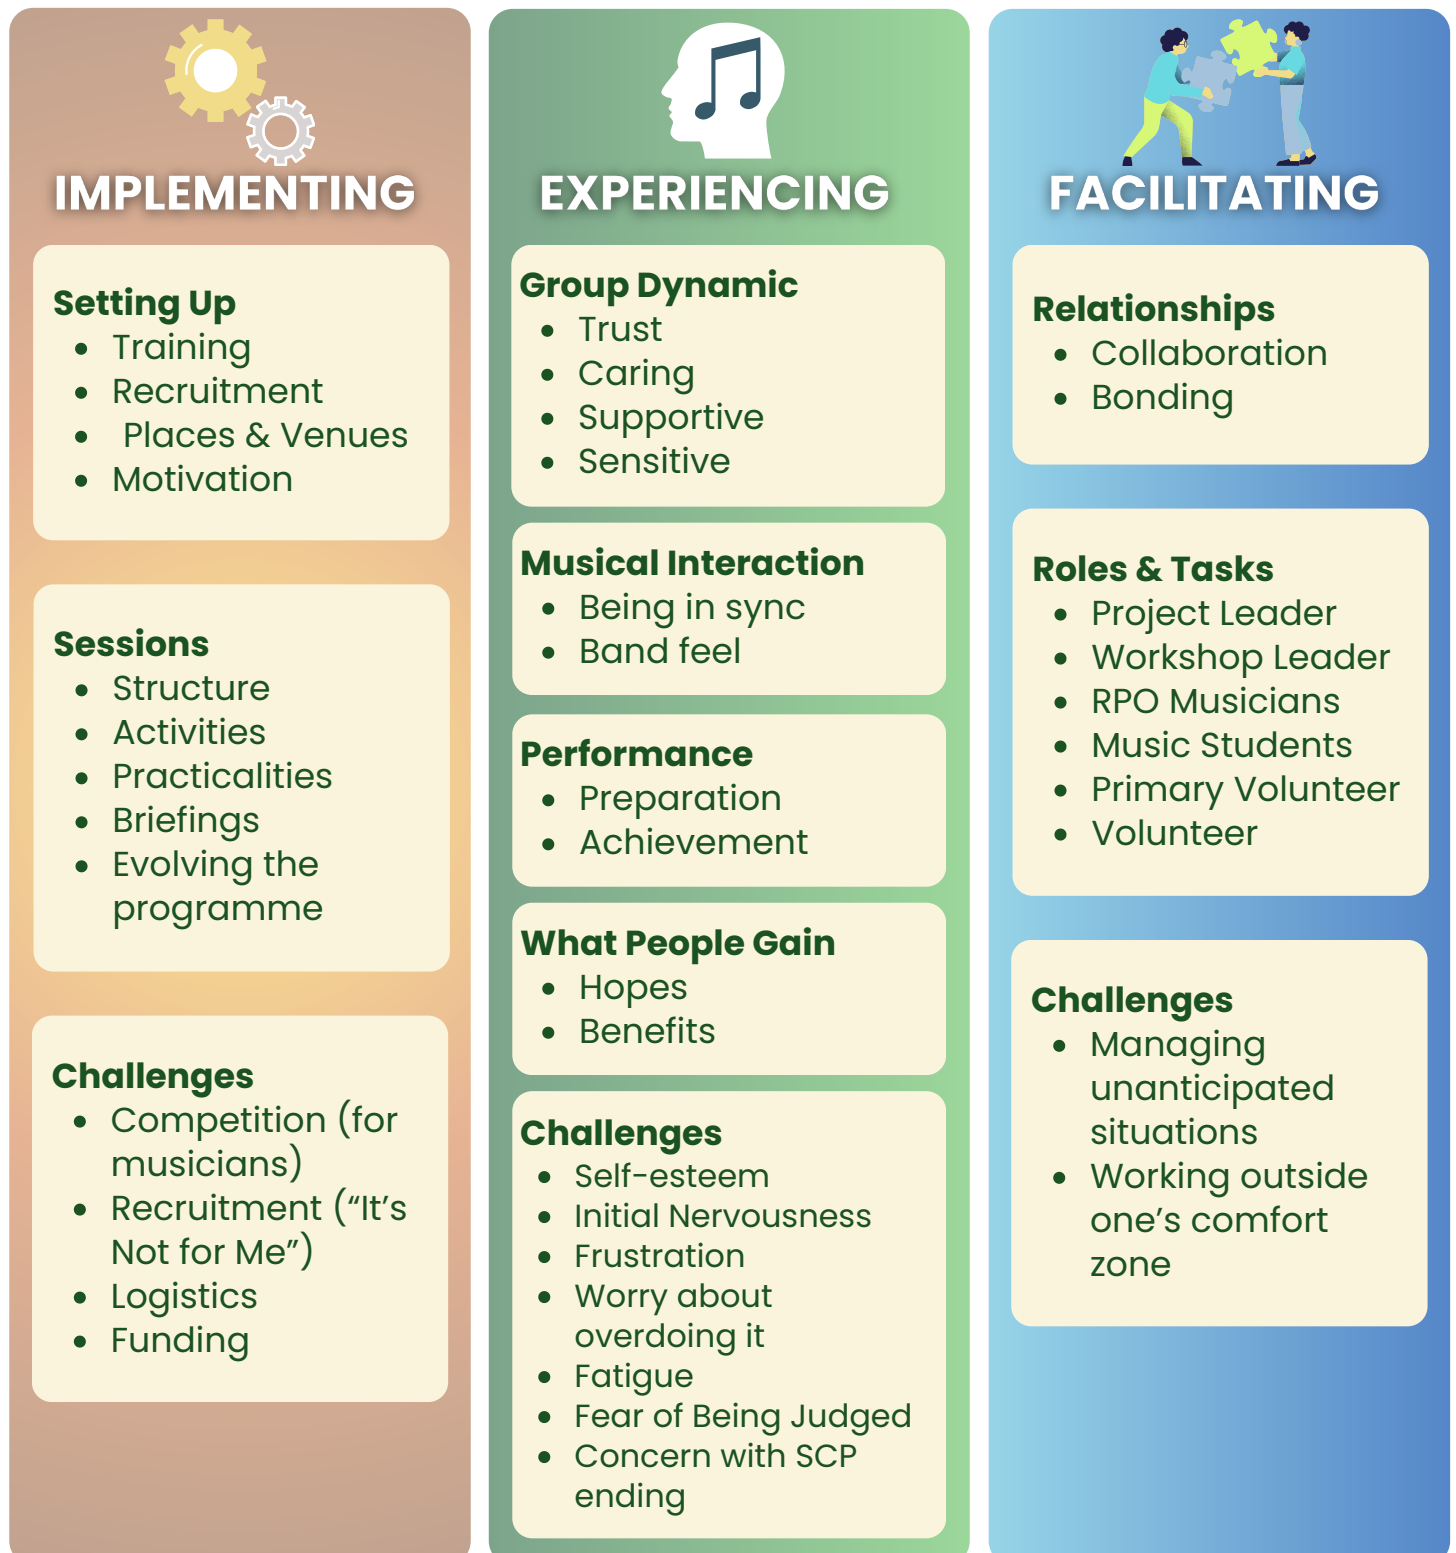 IMPLEMENTING
Setting Up
• Training
• Recruitment
• Places & Venues
• Motivation
Sessions
• Structure
• Activities
• Practicalities
• Briefings
• Evolving the
programme
Challenges
• Competition (for
musicians)
• Recruitment (“It’s
Not for Me”)
• Logistics
• Funding
EXPERIENCING
Group Dynamic
• Trust
• Caring
• Supportive
• Sensitive
Musical Interaction
• Being in sync
• Band feel
Performance
• Preparation
• Achievement
What People Gain
• Hopes
• Benefits
Challenges
• Self-esteem
• Initial Nervousness
• Frustration
• Worry about
overdoing it
• Fatigue
• Fear of Being Judged
• Concern with SCP
ending
FACILITATING
Relationships
• Collaboration
• Bonding
Roles & Tasks
• Project Leader
• Workshop Leader
• RPO Musicians
• Music Students
• Primary Volunteer
• Volunteer
Challenges
• Managing
unanticipated
situations
• Working outside
one’s comfort
zone